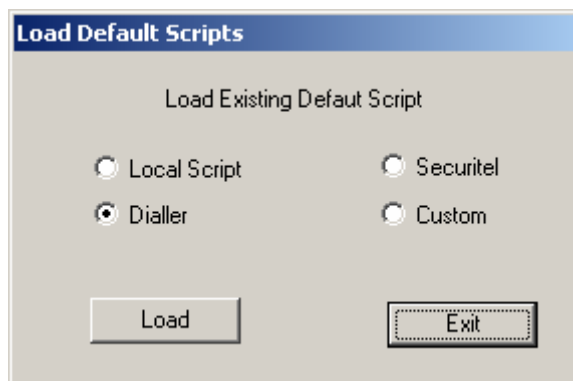 Load Default Scripts
Load Existing Defaut Script
Local Script
Securitel
Dialler
Custom
Load
Exit